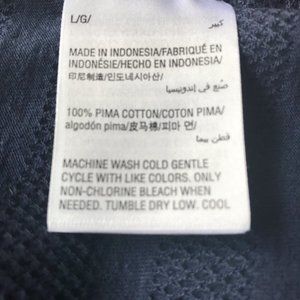 L/G/ كبير
MADE IN INDONESIA/FABRIQUÉ EN
INDONÉSIE/HECHO EN INDONESIA/
印尼制造/인도네시아산/
صنع في إندونيسيا
100% PIMA COTTON/COTON PIMA/
algodón pima/皮马棉/피마 면/
قطن بيما
MACHINE WASH COLD GENTLE
CYCLE WITH LIKE COLORS. ONLY
NON-CHLORINE BLEACH WHEN
NEEDED. TUMBLE DRY LOW. COOL